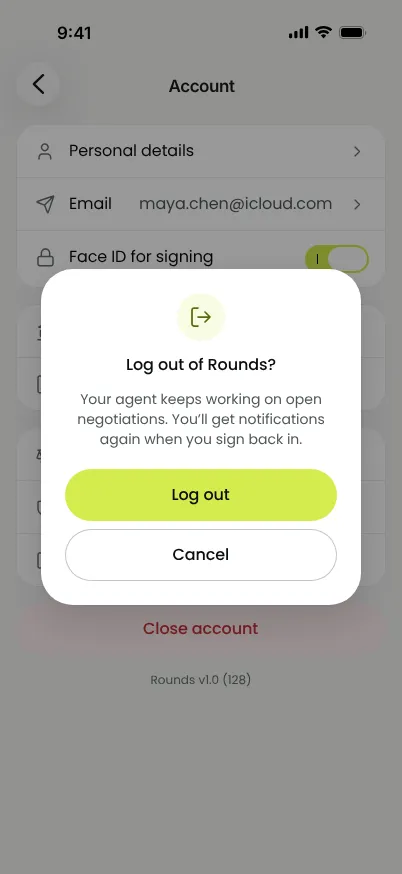 9:41
Account
Personal details
Email maya.chen@icloud.com
Face ID for signing
Log out of Rounds?
Your agent keeps working on open
negotiations. You’ll get notifications
again when you sign back in.
Log out
Cancel
Close account
Rounds v1.0 (128)